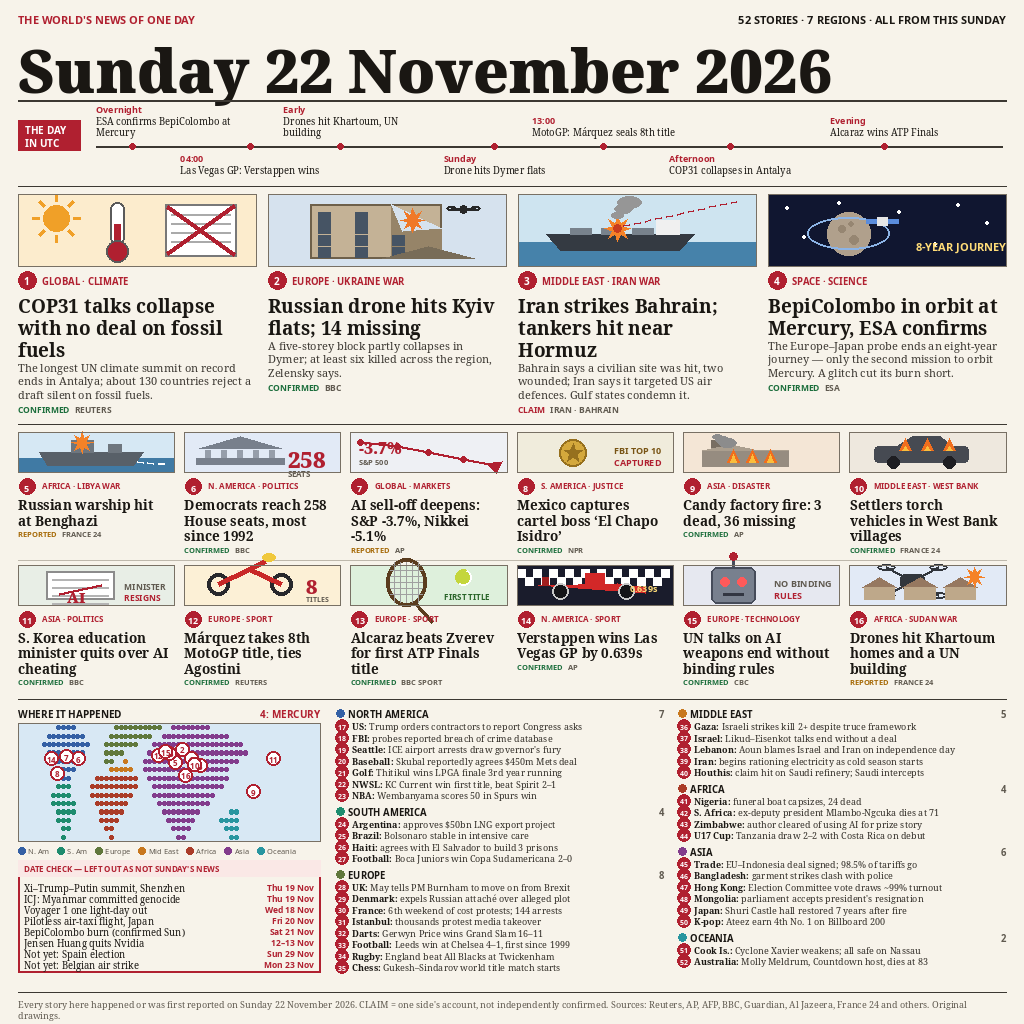 THE WORLD'S NEWS OF ONE DAY
52 STORIES · 7 REGIONS · ALL FROM THIS SUNDAY
Sunday 22 November 2026
THE DAY
IN UTC
Overnight
ESA confirms BepiColombo at
Mercury
04:00
Las Vegas GP: Verstappen wins
Early
Drones hit Khartoum, UN
building
Sunday
Drone hits Dymer flats
13:00
MotoGP: Márquez seals 8th title
Afternoon
COP31 collapses in Antalya
Evening
Alcaraz wins ATP Finals
1 GLOBAL · CLIMATE
COP31 talks collapse
with no deal on fossil
fuels
The longest UN climate summit on record
ends in Antalya; about 130 countries reject a
draft silent on fossil fuels.
CONFIRMED REUTERS
2 EUROPE · UKRAINE WAR
Russian drone hits Kyiv
flats; 14 missing
A five-storey block partly collapses in
Dymer; at least six killed across the region,
Zelensky says.
CONFIRMED BBC
3 MIDDLE EAST · IRAN WAR
Iran strikes Bahrain;
tankers hit near
Hormuz
Bahrain says a civilian site was hit, two
wounded; Iran says it targeted US air
defences. Gulf states condemn it.
CLAIM IRAN · BAHRAIN
8-YEAR JOURNEY
4 SPACE · SCIENCE
BepiColombo in orbit at
Mercury, ESA confirms
The Europe–Japan probe ends an eight-year
journey — only the second mission to orbit
Mercury. A glitch cut its burn short.
CONFIRMED ESA
5 AFRICA · LIBYA WAR
Russian warship hit
at Benghazi
REPORTED FRANCE 24
258
SEATS
6 N. AMERICA · POLITICS
Democrats reach 258
House seats, most
since 1992
CONFIRMED BBC
-3.7%
S&P 500
7 GLOBAL · MARKETS
AI sell-off deepens:
S&P -3.7%, Nikkei
-5.1%
REPORTED AP
FBI TOP 10
CAPTURED
8 S. AMERICA · JUSTICE
Mexico captures
cartel boss ‘El Chapo
Isidro’
CONFIRMED NPR
9 ASIA · DISASTER
Candy factory fire: 3
dead, 36 missing
CONFIRMED AP
10 MIDDLE EAST · WEST BANK
Settlers torch
vehicles in West Bank
villages
CONFIRMED FRANCE 24
AI
MINISTER
RESIGNS
11 ASIA · POLITICS
S. Korea education
minister quits over AI
cheating
CONFIRMED BBC
8
TITLES
12 EUROPE · SPORT
Márquez takes 8th
MotoGP title, ties
Agostini
CONFIRMED REUTERS
FIRST TITLE
13 EUROPE · SPORT
Alcaraz beats Zverev
for first ATP Finals
title
CONFIRMED BBC SPORT
0.639s
14 N. AMERICA · SPORT
Verstappen wins Las
Vegas GP by 0.639s
CONFIRMED AP
NO BINDING
RULES
15 EUROPE · TECHNOLOGY
UN talks on AI
weapons end without
binding rules
CONFIRMED CBC
16 AFRICA · SUDAN WAR
Drones hit Khartoum
homes and a UN
building
REPORTED FRANCE 24
WHERE IT HAPPENED
4: MERCURY
14
7
6
8
15
2
5
10
16
11
9
N. Am S. Am Europe Mid East Africa Asia Oceania
DATE CHECK — LEFT OUT AS NOT SUNDAY'S NEWS
Xi–Trump–Putin summit, Shenzhen Thu 19 Nov
ICJ: Myanmar committed genocide Thu 19 Nov
Voyager 1 one light-day out Wed 18 Nov
Pilotless air-taxi flight, Japan Fri 20 Nov
BepiColombo burn (confirmed Sun) Sat 21 Nov
Jensen Huang quits Nvidia 12–13 Nov
Not yet: Spain election Sun 29 Nov
Not yet: Belgian air strike Mon 23 Nov
NORTH AMERICA 7
17 US: Trump orders contractors to report Congress asks
18 FBI: probes reported breach of crime database
19 Seattle: ICE airport arrests draw governor's fury
20 Baseball: Skubal reportedly agrees $450m Mets deal
21 Golf: Thitikul wins LPGA finale 3rd year running
22 NWSL: KC Current win first title, beat Spirit 2–1
23 NBA: Wembanyama scores 50 in Spurs win
SOUTH AMERICA 4
24 Argentina: approves $50bn LNG export project
25 Brazil: Bolsonaro stable in intensive care
26 Haiti: agrees with El Salvador to build 3 prisons
27 Football: Boca Juniors win Copa Sudamericana 2–0
EUROPE 8
28 UK: May tells PM Burnham to move on from Brexit
29 Denmark: expels Russian attaché over alleged plot
30 France: 6th weekend of cost protests; 144 arrests
31 Istanbul: thousands protest media takeover
32 Darts: Gerwyn Price wins Grand Slam 16–11
33 Football: Leeds win at Chelsea 4–1, first since 1999
34 Rugby: England beat All Blacks at Twickenham
35 Chess: Gukesh–Sindarov world title match starts
MIDDLE EAST 5
36 Gaza: Israeli strikes kill 2+ despite truce framework
37 Israel: Likud–Eisenkot talks end without a deal
38 Lebanon: Aoun blames Israel and Iran on independence day
39 Iran: begins rationing electricity as cold season starts
40 Houthis: claim hit on Saudi refinery; Saudi intercepts
AFRICA 4
41 Nigeria: funeral boat capsizes, 24 dead
42 S. Africa: ex-deputy president Mlambo-Ngcuka dies at 71
43 Zimbabwe: author cleared of using AI for prize story
44 U17 Cup: Tanzania draw 2–2 with Costa Rica on debut
ASIA 6
45 Trade: EU–Indonesia deal signed; 98.5% of tariffs go
46 Bangladesh: garment strikes clash with police
47 Hong Kong: Election Committee vote draws ~99% turnout
48 Mongolia: parliament accepts president's resignation
49 Japan: Shuri Castle hall restored 7 years after fire
50 K-pop: Ateez earn 4th No. 1 on Billboard 200
OCEANIA 2
51 Cook Is.: Cyclone Xavier weakens; all safe on Nassau
52 Australia: Molly Meldrum, Countdown host, dies at 83
Every story here happened or was first reported on Sunday 22 November 2026. CLAIM = one side's account, not independently confirmed. Sources: Reuters, AP, AFP, BBC, Guardian, Al Jazeera, France 24 and others. Original
drawings.